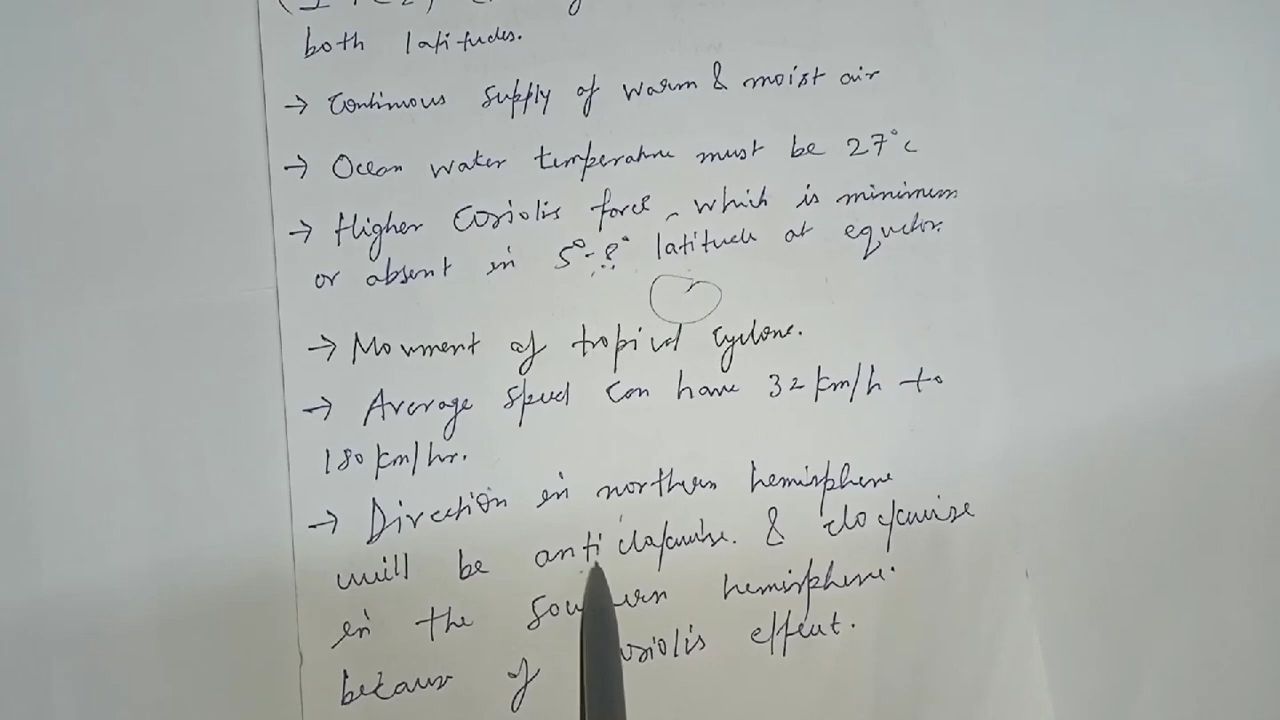 both latitudes.
→ Continuous supply of warm & moist air
→ Ocean water temperature must be 27°c
→ Higher Coriolis force, which is minimum
or absent in 5°-8° latitude at equator.
→ Movment of tropical cyclone.
→ Average speed can have 32 km/h to
180 km/hr.
→ Direction in northern hemisphere
will be anticlockwise. & clockwise
in the southern hemisphere.
because of coriolis effect.